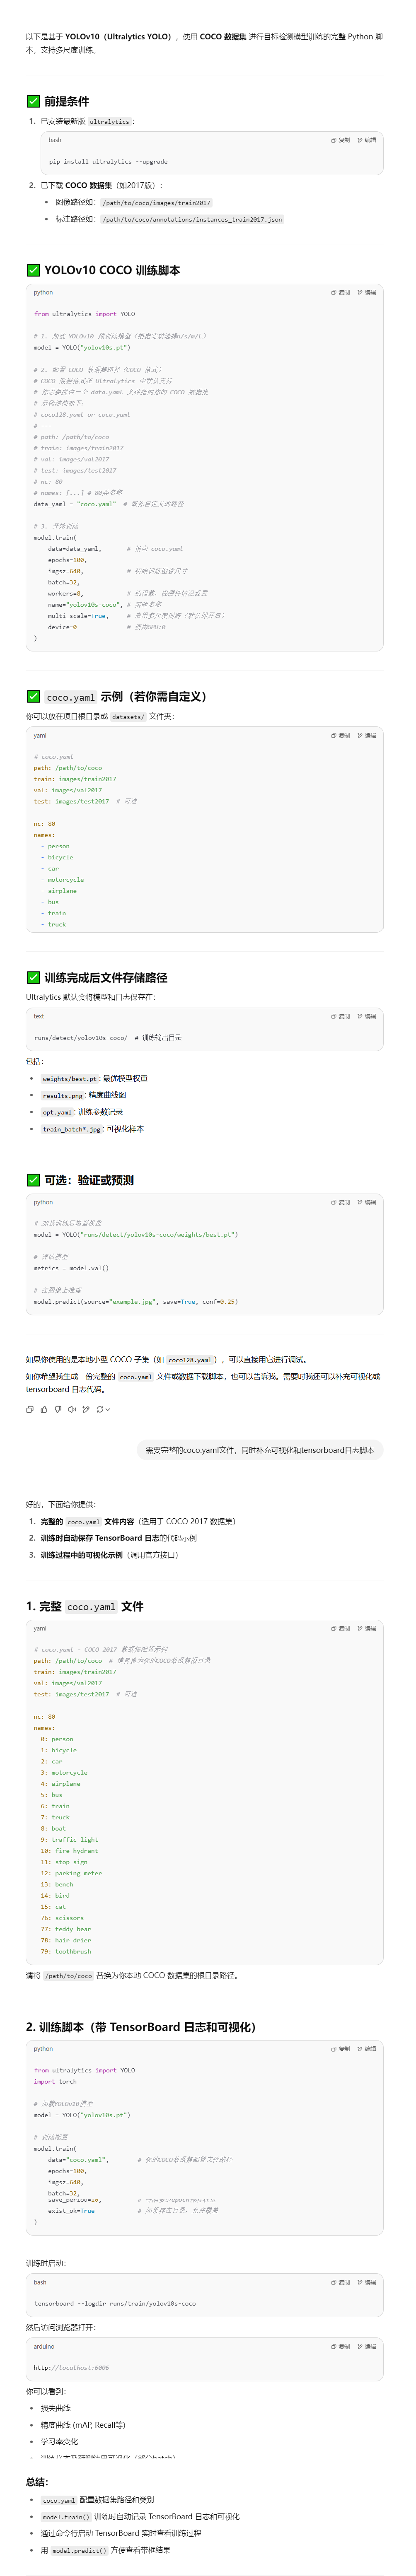 以下是基于 YOLOv10（Ultralytics YOLO），使用 COCO 数据集 进行目标检测模型训练的完整 Python 脚
本，支持多尺度训练。
✅ 前提条件
1. 已安装最新版 ultralytics：
bash
复制 编辑
pip install ultralytics --upgrade
2. 已下载 COCO 数据集（如2017版）：
• 图像路径如：/path/to/coco/images/train2017
• 标注路径如：/path/to/coco/annotations/instances_train2017.json
✅ YOLOv10 COCO 训练脚本
python
复制 编辑
from ultralytics import YOLO
# 1. 加载 YOLOv10 预训练模型（根据需求选择n/s/m/l）
model = YOLO("yolov10s.pt")
# 2. 配置 COCO 数据集路径（COCO 格式）
# COCO 数据格式在 Ultralytics 中默认支持
# 你需要提供一个 data.yaml 文件指向你的 COCO 数据集
# 示例结构如下：
# coco128.yaml or coco.yaml
# ---
# path: /path/to/coco
# train: images/train2017
# val: images/val2017
# test: images/test2017
# nc: 80
# names: [...] # 80类名称
data_yaml = "coco.yaml"  # 或你自定义的路径
# 3. 开始训练
model.train(
data=data_yaml,       # 指向 coco.yaml
epochs=100,
imgsz=640,            # 初始训练图像尺寸
batch=32,
workers=8,            # 线程数，视硬件情况设置
name="yolov10s-coco", # 实验名称
multi_scale=True,     # 启用多尺度训练（默认即开启）
device=0              # 使用GPU:0
)
✅ coco.yaml 示例（若你需自定义）
你可以放在项目根目录或 datasets/ 文件夹：
yaml
复制 编辑
# coco.yaml
path: /path/to/coco
train: images/train2017
val: images/val2017
test: images/test2017  # 可选
nc: 80
names:
- person
- bicycle
- car
- motorcycle
- airplane
- bus
- train
- truck
✅ 训练完成后文件存储路径
Ultralytics 默认会将模型和日志保存在：
text
复制 编辑
runs/detect/yolov10s-coco/  # 训练输出目录
包括：
• weights/best.pt：最优模型权重
• results.png：精度曲线图
• opt.yaml：训练参数记录
• train_batch*.jpg：可视化样本
✅ 可选：验证或预测
python
复制 编辑
# 加载训练后模型权重
model = YOLO("runs/detect/yolov10s-coco/weights/best.pt")
# 评估模型
metrics = model.val()
# 在图像上推理
model.predict(source="example.jpg", save=True, conf=0.25)
如果你使用的是本地小型 COCO 子集（如 coco128.yaml），可以直接用它进行调试。
如你希望我生成一份完整的 coco.yaml 文件或数据下载脚本，也可以告诉我。需要时我还可以补充可视化或
tensorboard 日志代码。
需要完整的coco.yaml文件，同时补充可视化和tensorboard日志脚本
好的，下面给你提供：
1. 完整的 coco.yaml 文件内容（适用于 COCO 2017 数据集）
2. 训练时自动保存 TensorBoard 日志的代码示例
3. 训练过程中的可视化示例（调用官方接口）
1. 完整 coco.yaml 文件
yaml
复制 编辑
# coco.yaml - COCO 2017 数据集配置示例
path: /path/to/coco  # 请替换为你的COCO数据集根目录
train: images/train2017
val: images/val2017
test: images/test2017  # 可选
nc: 80
names:
0: person
1: bicycle
2: car
3: motorcycle
4: airplane
5: bus
6: train
7: truck
8: boat
9: traffic light
10: fire hydrant
11: stop sign
12: parking meter
13: bench
14: bird
15: cat
76: scissors
77: teddy bear
78: hair drier
79: toothbrush
请将 /path/to/coco 替换为你本地 COCO 数据集的根目录路径。
2. 训练脚本（带 TensorBoard 日志和可视化）
python
复制 编辑
from ultralytics import YOLO
import torch
# 加载YOLOv10模型
model = YOLO("yolov10s.pt")
# 训练配置
model.train(
data="coco.yaml",        # 你的COCO数据集配置文件路径
epochs=100,
imgsz=640,
batch=32,
exist_ok=True            # 如果存在目录，允许覆盖
)
训练时启动：
bash
复制 编辑
tensorboard --logdir runs/train/yolov10s-coco
然后访问浏览器打开：
arduino
复制 编辑
http://localhost:6006
你可以看到：
• 损失曲线
• 精度曲线 (mAP, Recall等)
• 学习率变化
总结：
• coco.yaml 配置数据集路径和类别
• model.train() 训练时自动记录 TensorBoard 日志和可视化
• 通过命令行启动 TensorBoard 实时查看训练过程
• 用 model.predict() 方便查看带框结果